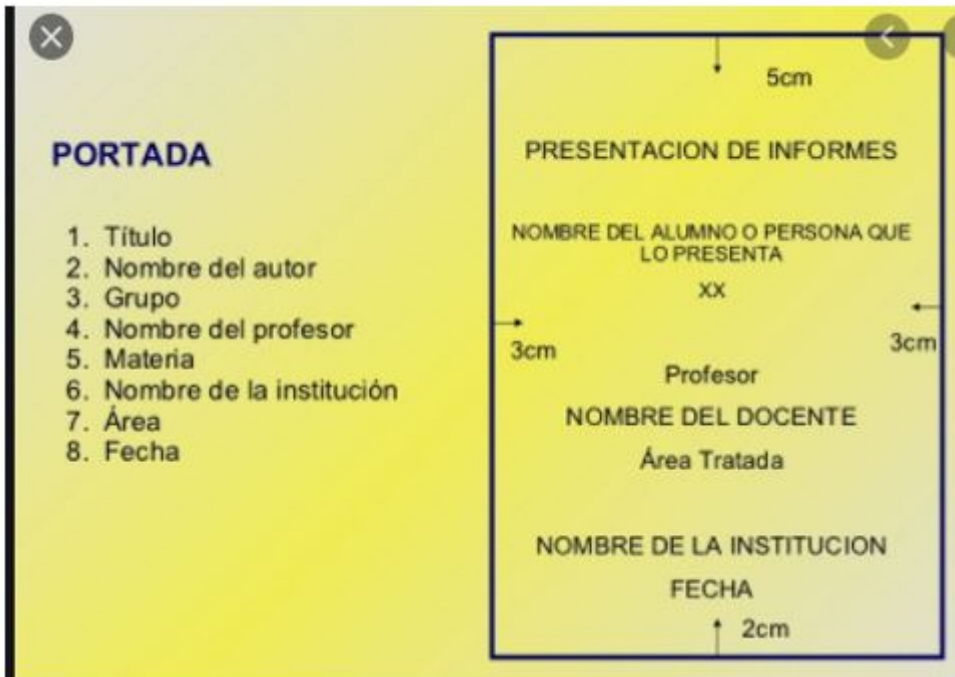 PORTADA
1. Título
2. Nombre del autor
3. Grupo
4. Nombre del profesor
5. Materia
6. Nombre de la institución
7. Área
8. Fecha
5cm
PRESENTACION DE INFORMES
NOMBRE DEL ALUMNO O PERSONA QUE
LO PRESENTA
XX
3cm
3cm
Profesor
NOMBRE DEL DOCENTE
Área Tratada
NOMBRE DE LA INSTITUCION
FECHA
2cm